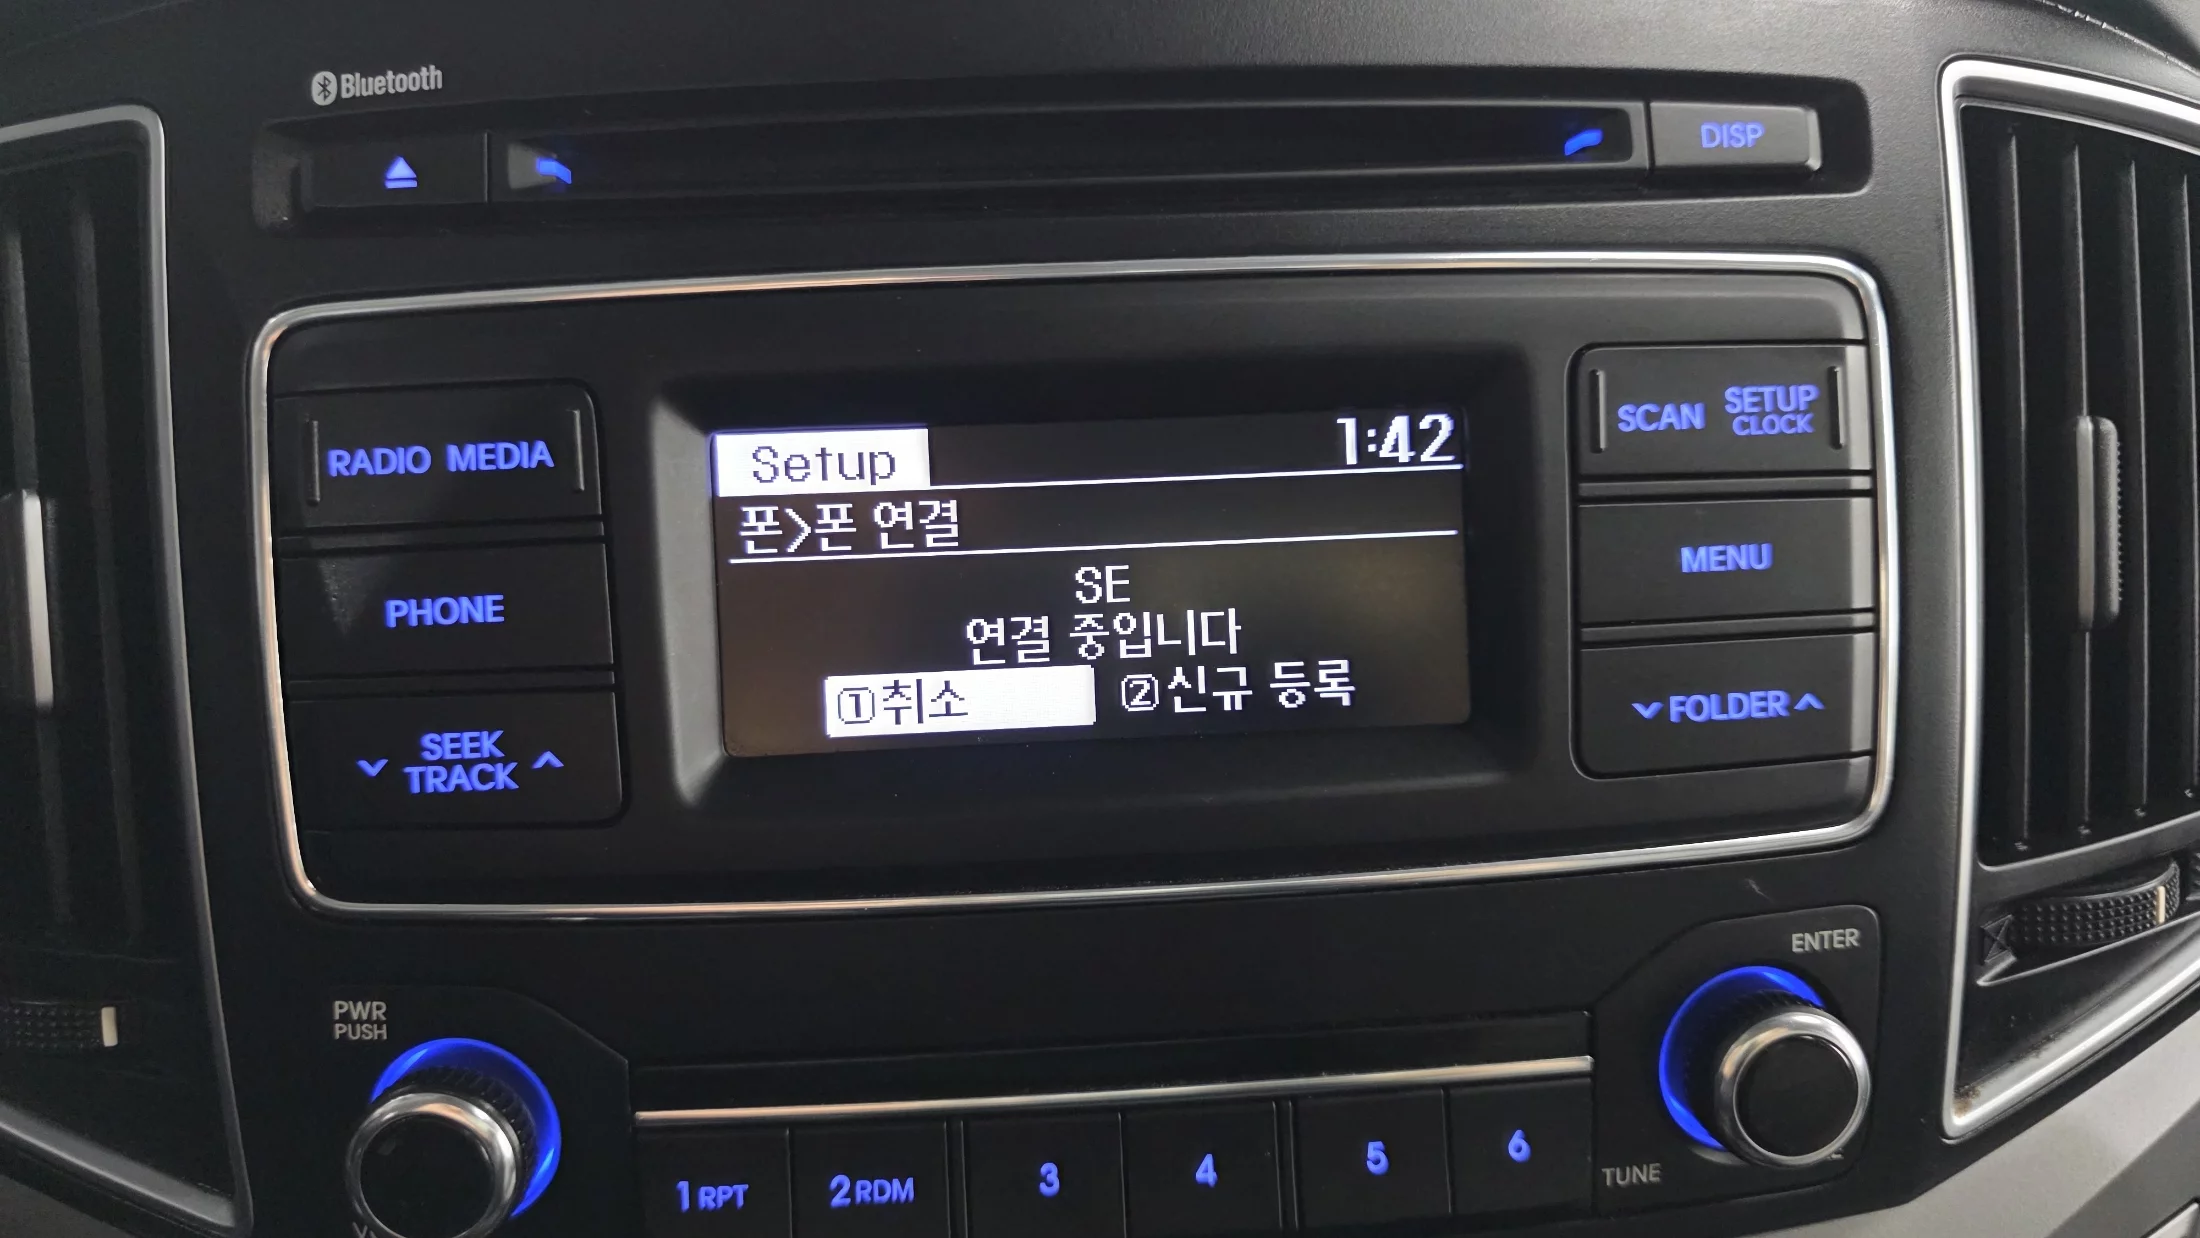 Bluetooth
DISP
RADIO MEDIA
PHONE
SEEK
TRACK
Setup 1:42
폰>폰 연결
SE
연결 중입니다
①취소 ②신규 등록
SCAN SETUP
CLOCK
MENU
FOLDER
PWR
PUSH
1 RPT 2 RDM 3 4 5 6
ENTER
TUNE